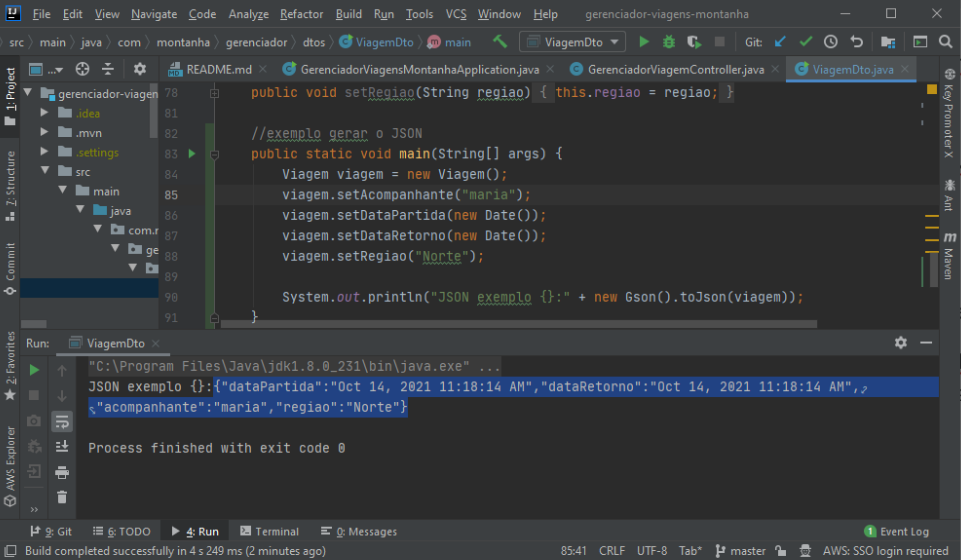 File Edit View Navigate Code Analyze Refactor Build Run Tools VCS Window Help gerenciador-viagens-montanha
src main java com montanha gerenciador dtos ViagemDto main ViagemDto Git:
README.md GerenciadorViagensMontanhaApplication.java GerenciadorViagemController.java ViagemDto.java
1: Project
Z: Structure
Commit
2: Favorites
AWS Explorer
gerenciador-viagen
.idea
.mvn
.settings
src
main
java
com.r
ge
78 public void setRegiao(String regiao) { this.regiao = regiao; }
81
82 //exemplo gerar o JSON
83 public static void main(String[] args) {
84 Viagem viagem = new Viagem();
85 viagem.setAcompanhante("maria");
86 viagem.setDataPartida(new Date());
87 viagem.setDataRetorno(new Date());
88 viagem.setRegiao("Norte");
89
90 System.out.println("JSON exemplo {}:" + new Gson().toJson(viagem));
91 }
Key Promoter X
Ant
Maven
Run: ViagemDto
"C:\Program Files\Java\jdk1.8.0_231\bin\java.exe" ...
JSON exemplo {}:{"dataPartida":"Oct 14, 2021 11:18:14 AM","dataRetorno":"Oct 14, 2021 11:18:14 AM",
"acompanhante":"maria","regiao":"Norte"}
Process finished with exit code 0
9: Git 6: TODO 4: Run Terminal 0: Messages 1 Event Log
Build completed successfully in 4 s 249 ms (2 minutes ago) 85:41 CRLF UTF-8 Tab* master AWS: SSO login required